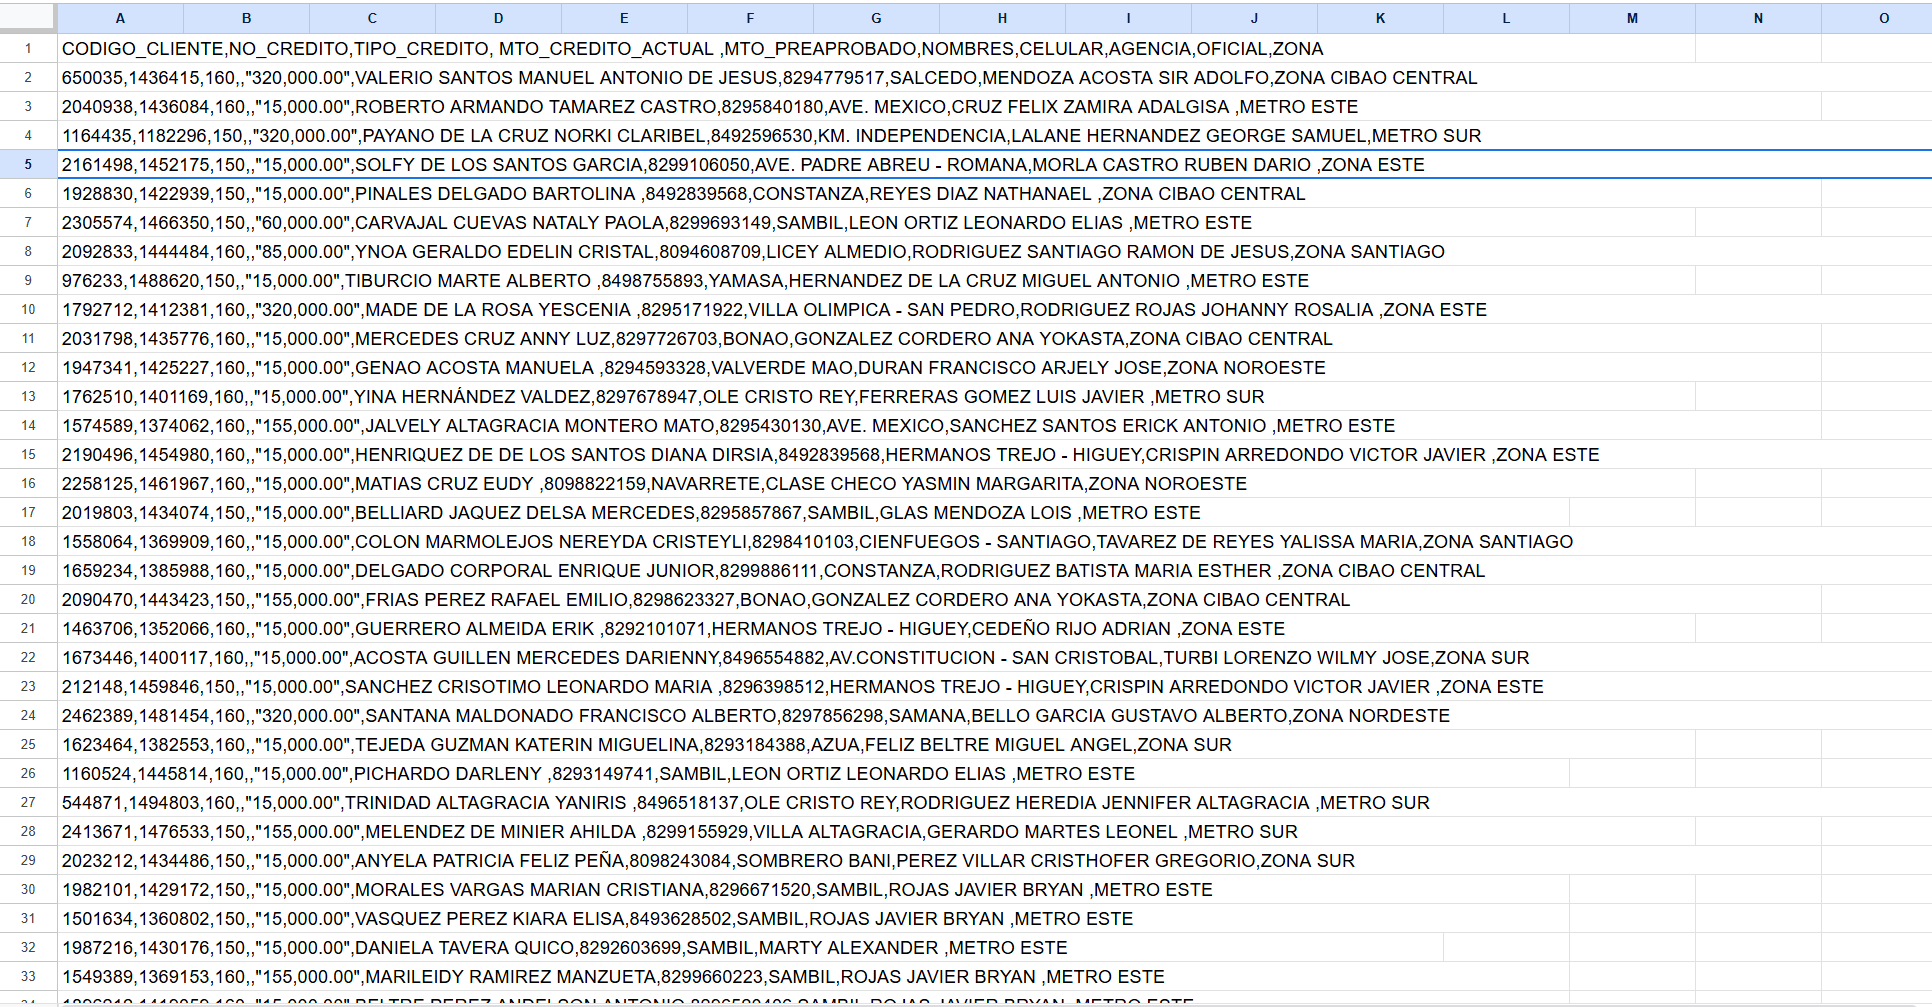 A B C D E F G H I J K L M N O
1 CODIGO_CLIENTE,NO_CREDITO,TIPO_CREDITO, MTO_CREDITO_ACTUAL ,MTO_PREAPROBADO,NOMBRES,CELULAR,AGENCIA,OFICIAL,ZONA
2 650035,1436415,160,,"320,000.00",VALERIO SANTOS MANUEL ANTONIO DE JESUS,8294779517,SALCEDO,MENDOZA ACOSTA SIR ADOLFO,ZONA CIBAO CENTRAL
3 2040938,1436084,160,,"15,000.00",ROBERTO ARMANDO TAMAREZ CASTRO,8295840180,AVE. MEXICO,CRUZ FELIX ZAMIRA ADALGISA ,METRO ESTE
4 1164435,1182296,150,,"320,000.00",PAYANO DE LA CRUZ NORKI CLARIBEL,8492596530,KM. INDEPENDENCIA,LALANE HERNANDEZ GEORGE SAMUEL,METRO SUR
5 2161498,1452175,150,,"15,000.00",SOLFY DE LOS SANTOS GARCIA,8299106050,AVE. PADRE ABREU - ROMANA,MORLA CASTRO RUBEN DARIO ,ZONA ESTE
6 1928830,1422939,150,,"15,000.00",PINALES DELGADO BARTOLINA ,8492839568,CONSTANZA,REYES DIAZ NATHANAEL ,ZONA CIBAO CENTRAL
7 2305574,1466350,150,,"60,000.00",CARVAJAL CUEVAS NATALY PAOLA,8299693149,SAMBIL,LEON ORTIZ LEONARDO ELIAS ,METRO ESTE
8 2092833,1444484,160,,"85,000.00",YNOA GERALDO EDELIN CRISTAL,8094608709,LICEY ALMEDIO,RODRIGUEZ SANTIAGO RAMON DE JESUS,ZONA SANTIAGO
9 976233,1488620,150,,"15,000.00",TIBURCIO MARTE ALBERTO ,8498755893,YAMASA,HERNANDEZ DE LA CRUZ MIGUEL ANTONIO ,METRO ESTE
10 1792712,1412381,160,,"320,000.00",MADE DE LA ROSA YESCENIA ,8295171922,VILLA OLIMPICA - SAN PEDRO,RODRIGUEZ ROJAS JOHANNY ROSALIA ,ZONA ESTE
11 2031798,1435776,160,,"15,000.00",MERCEDES CRUZ ANNY LUZ,8297726703,BONAO,GONZALEZ CORDERO ANA YOKASTA,ZONA CIBAO CENTRAL
12 1947341,1425227,160,,"15,000.00",GENAO ACOSTA MANUELA ,8294593328,VALVERDE MAO,DURAN FRANCISCO ARJELY JOSE,ZONA NOROESTE
13 1762510,1401169,160,,"15,000.00",YINA HERNÁNDEZ VALDEZ,8297678947,OLE CRISTO REY,FERRERAS GOMEZ LUIS JAVIER ,METRO SUR
14 1574589,1374062,160,,"155,000.00",JALVELY ALTAGRACIA MONTERO MATO,8295430130,AVE. MEXICO,SANCHEZ SANTOS ERICK ANTONIO ,METRO ESTE
15 2190496,1454980,150,,"15,000.00",HENRIQUEZ DE DE LOS SANTOS DIANA DIRSIA,8492839568,HERMANOS TREJO - HIGUEY,CRISPIN ARREDONDO VICTOR JAVIER ,ZONA ESTE
16 2258125,1461967,150,,"15,000.00",MATIAS CRUZ EUDY ,8098822159,NAVARRETE,CLASE CHECO YASMIN MARGARITA,ZONA NOROESTE
17 2019803,1434074,150,,"15,000.00",BELLIARD JAQUEZ DELSA MERCEDES,8295857867,SAMBIL,GLAS MENDOZA LOIS ,METRO ESTE
18 1558064,1369909,160,,"15,000.00",COLON MARMOLEJOS NEREYDA CRISTEYLI,8298410103,CIENFUEGOS - SANTIAGO,TAVAREZ DE REYES YALISSA MARIA,ZONA SANTIAGO
19 1659234,1385988,160,,"15,000.00",DELGADO CORPORAL ENRIQUE JUNIOR,8299886111,CONSTANZA,RODRIGUEZ BATISTA MARIA ESTHER ,ZONA CIBAO CENTRAL
20 2090470,1443423,150,,"155,000.00",FRIAS PEREZ RAFAEL EMILIO,8298623327,BONAO,GONZALEZ CORDERO ANA YOKASTA,ZONA CIBAO CENTRAL
21 1463706,1352066,160,,"15,000.00",GUERRERO ALMEIDA ERIK ,8292101071,HERMANOS TREJO - HIGUEY,CEDEÑO RIJO ADRIAN ,ZONA ESTE
22 1673446,1400117,160,,"15,000.00",ACOSTA GUILLEN MERCEDES DARIENNY,8496554882,AV.CONSTITUCION - SAN CRISTOBAL,TURBI LORENZO WILMY JOSE,ZONA SUR
23 212148,1459846,150,,"15,000.00",SANCHEZ CRISOTIMO LEONARDO MARIA ,8296398512,HERMANOS TREJO - HIGUEY,CRISPIN ARREDONDO VICTOR JAVIER ,ZONA ESTE
24 2462389,1481454,160,,"320,000.00",SANTANA MALDONADO FRANCISCO ALBERTO,8297856298,SAMANA,BELLO GARCIA GUSTAVO ALBERTO,ZONA NORDESTE
25 1623464,1382553,160,,"15,000.00",TEJEDA GUZMAN KATERIN MIGUELINA,8293184388,AZUA,FELIZ BELTRE MIGUEL ANGEL,ZONA SUR
26 1160524,1445814,160,,"15,000.00",PICHARDO DARLENY ,8293149741,SAMBIL,LEON ORTIZ LEONARDO ELIAS ,METRO ESTE
27 544871,1494803,160,,"15,000.00",TRINIDAD ALTAGRACIA YANIRIS ,8496518137,OLE CRISTO REY,RODRIGUEZ HEREDIA JENNIFER ALTAGRACIA ,METRO SUR
28 2413671,1476533,150,,"155,000.00",MELENDEZ DE MINIER AHILDA ,8299155929,VILLA ALTAGRACIA,GERARDO MARTES LEONEL ,METRO SUR
29 2023212,1434486,150,,"15,000.00",ANYELA PATRICIA FELIZ PEÑA,8098243084,SOMBRERO BANI,PEREZ VILLAR CRISTHOFER GREGORIO,ZONA SUR
30 1982101,1429172,150,,"15,000.00",MORALES VARGAS MARIAN CRISTIANA,8296671520,SAMBIL,ROJAS JAVIER BRYAN ,METRO ESTE
31 1501634,1360802,150,,"15,000.00",VASQUEZ PEREZ KIARA ELISA,8493628502,SAMBIL,ROJAS JAVIER BRYAN ,METRO ESTE
32 1987216,1430176,150,,"15,000.00",DANIELA TAVERA QUICO,8292603699,SAMBIL,MARTY ALEXANDER ,METRO ESTE
33 1549389,1369153,160,,"155,000.00",MARILEIDY RAMIREZ MANZUETA,8299660223,SAMBIL,ROJAS JAVIER BRYAN ,METRO ESTE